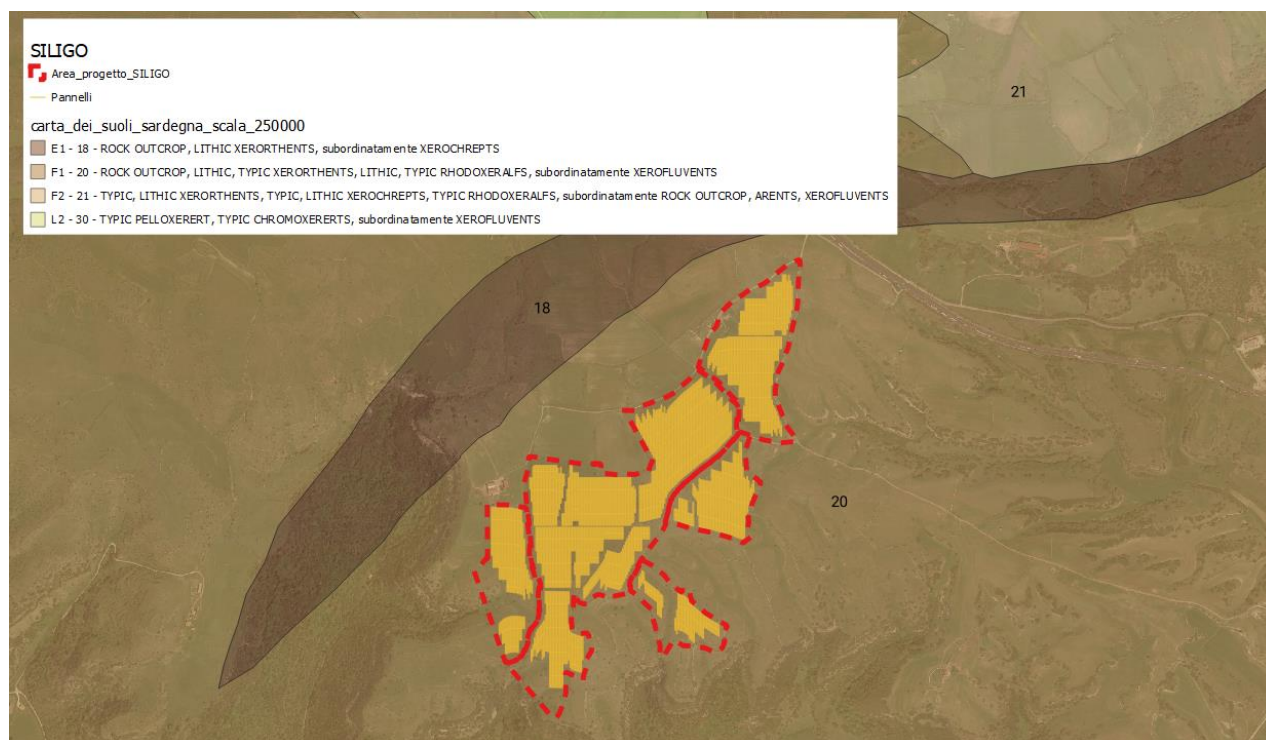 SILIGO
Area_progetto_SILIGO
Pannelli
carta_dei_suoli_sardegna_scala_250000
E1 - 18 - ROCK OUTCROP, LITHIC XERORTHENTS, subordinatamente XEROCHREPTS
F1 - 20 - ROCK OUTCROP, LITHIC, TYPIC XERORTHENTS, LITHIC, TYPIC RHODOXERALFS, subordinatamente XEROFLUVENTS
F2 - 21 - TYPIC, LITHIC XERORTHENTS, TYPIC, LITHIC XEROCHREPTS, TYPIC RHODOXERALFS, subordinatamente ROCK OUTCROP, ARENTS, XEROFLUVENTS
L2 - 30 - TYPIC PELLOXERERT, TYPIC CHROMOXERERTS, subordinatamente XEROFLUVENTS
21
18
20